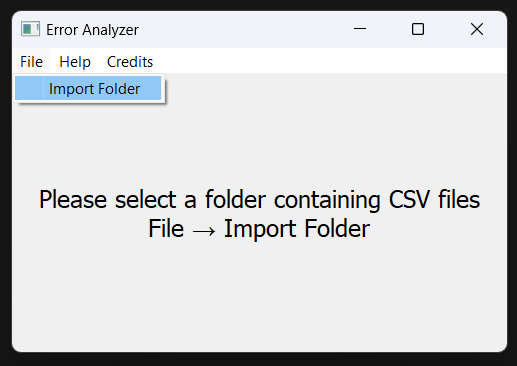 Error Analyzer
File Help Credits
Import Folder
Please select a folder containing CSV files
File → Import Folder